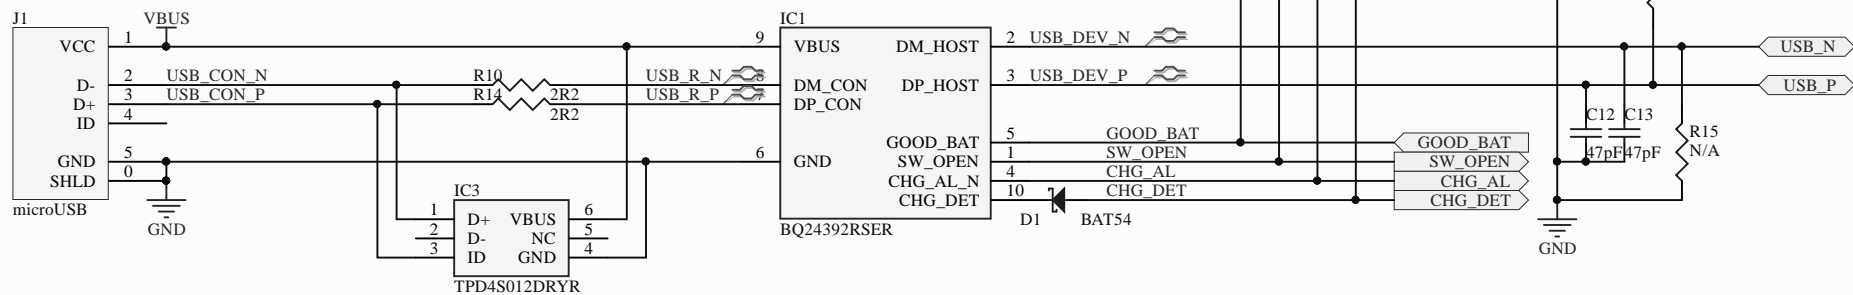 J1
VBUS
VCC
1
D-
2
USB_CON_N
D+
3
USB_CON_P
ID
4
GND
5
SHLD
0
microUSB
GND
R10
2R2
R14
2R2
USB_R_N
8
USB_R_P
7
IC3
1
D+
VBUS
6
2
D-
NC
5
3
ID
GND
4
TPD4S012DRYR
IC1
9
VBUS
DM_HOST
2
USB_DEV_N
DM_CON
DP_HOST
3
USB_DEV_P
DP_CON
GOOD_BAT
5
GOOD_BAT
6
GND
SW_OPEN
1
SW_OPEN
CHG_AL_N
4
CHG_AL
CHG_DET
10
CHG_DET
BQ24392RSER
D1
BAT54
GOOD_BAT
SW_OPEN
CHG_AL
CHG_DET
C12
47pF
C13
47pF
R15
N/A
GND
USB_N
USB_P